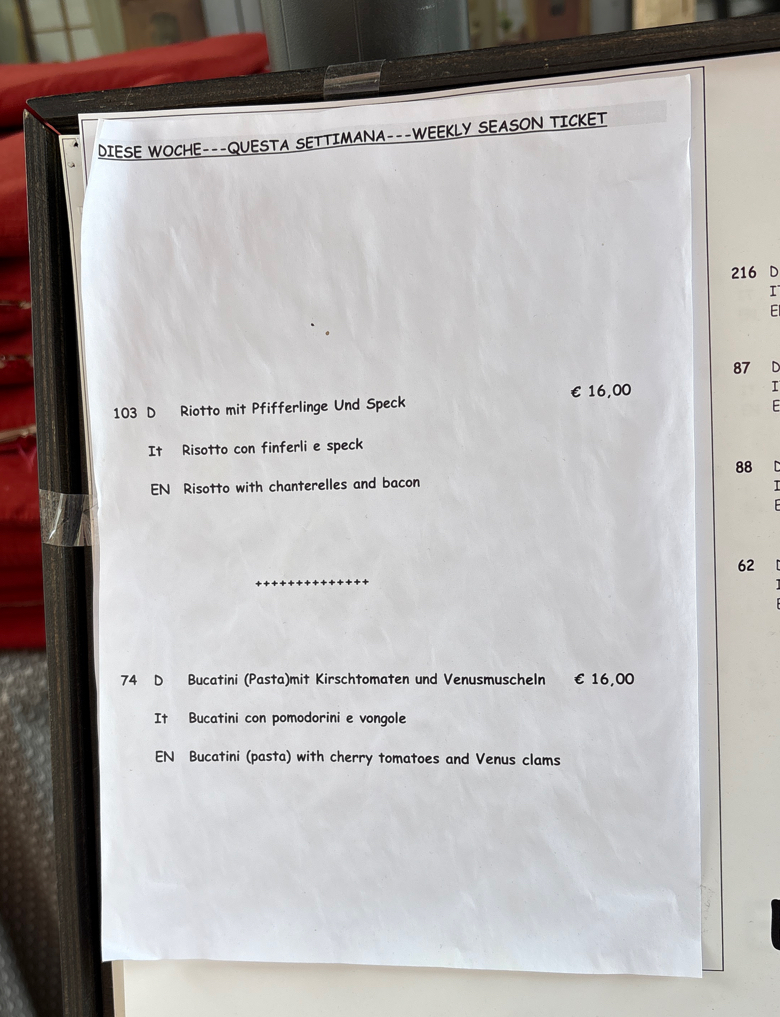 DIESE WOCHE---QUESTA SETTIMANA---WEEKLY SEASON TICKET
103 D Riotto mit Pfifferlinge Und Speck € 16,00
It Risotto con finferli e speck
EN Risotto with chanterelles and bacon
++++++++++++++
74 D Bucatini (Pasta)mit Kirschtomaten und Venusmuscheln € 16,00
It Bucatini con pomodorini e vongole
EN Bucatini (pasta) with cherry tomatoes and Venus clams
216 D
87 D
88
62